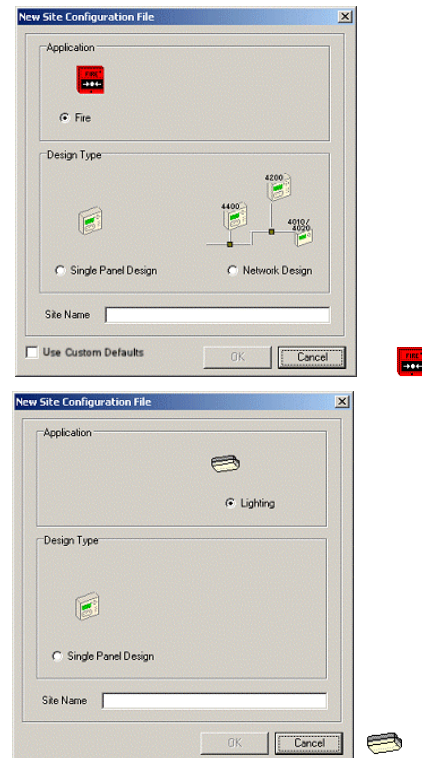 New Site Configuration File
Application
FIRE
Fire
Design Type
4200
4400
4010/
4020
Single Panel Design
Network Design
Site Name
Use Custom Defaults
OK
Cancel
FIRE
New Site Configuration File
Application
Lighting
Design Type
Single Panel Design
Site Name
OK
Cancel